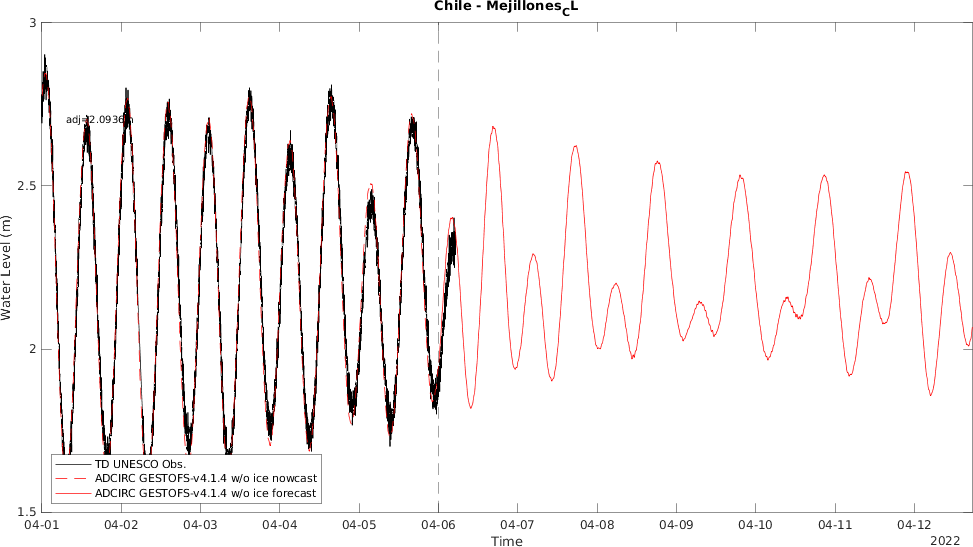 Chile - Mejillones_CL
3
adj=2.0936
2.5
Water Level (m)
2
TD UNESCO Obs.
ADCIRC GESTOFS-v4.1.4 w/o ice nowcast
ADCIRC GESTOFS-v4.1.4 w/o ice forecast
1.5
04-01 04-02 04-03 04-04 04-05 04-06 04-07 04-08 04-09 04-10 04-11 04-12
Time
2022